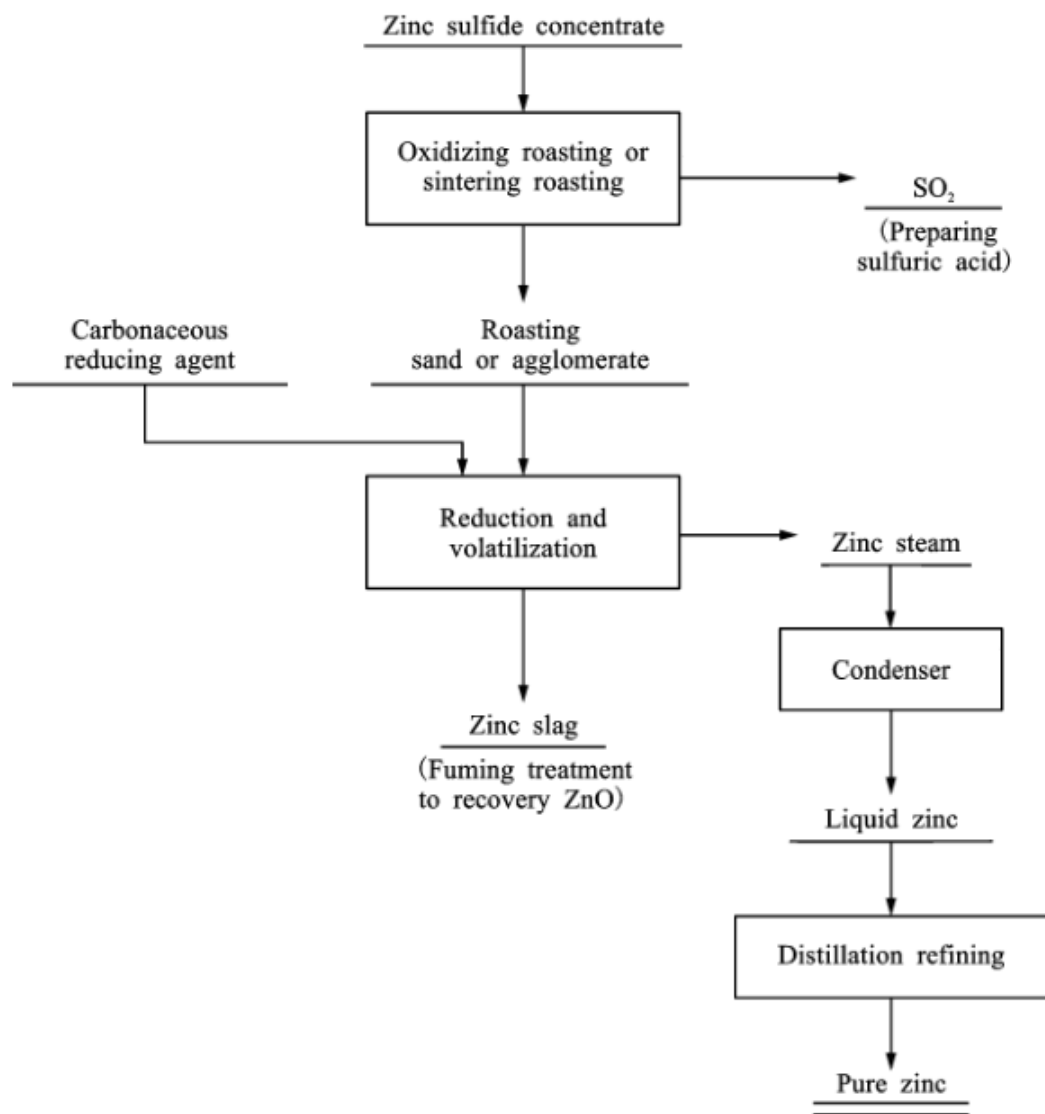 Zinc sulfide concentrate
Oxidizing roasting or
sintering roasting
SO₂
(Preparing
sulfuric acid)
Carbonaceous
reducing agent
Roasting
sand or agglomerate
Reduction and
volatilization
Zinc steam
Condenser
Zinc slag
(Fuming treatment
to recovery ZnO)
Liquid zinc
Distillation refining
Pure zinc